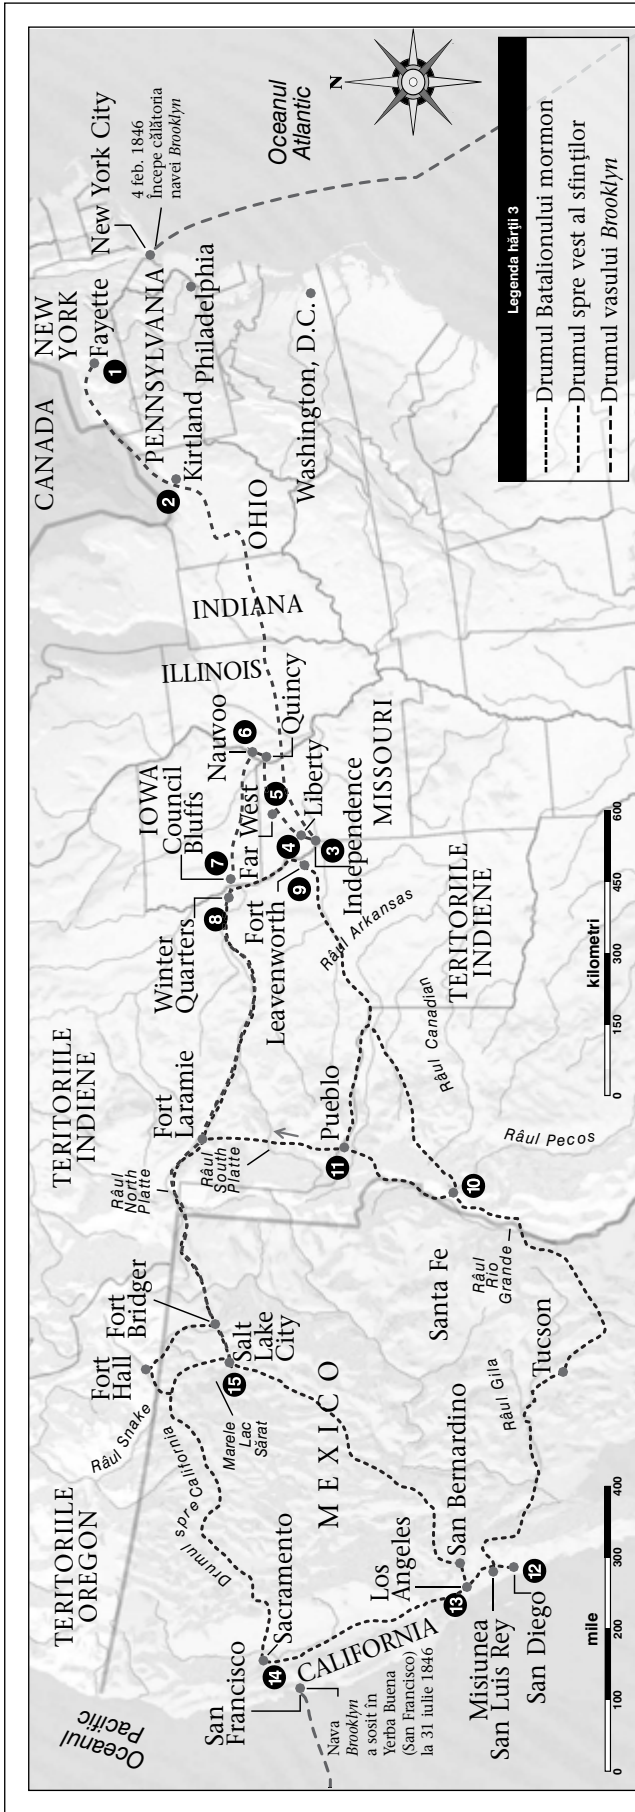 Oceanul
Pacific
TERITORIILE
OREGON
TERITORIILE
INDIENE
CANADA
NEW
YORK
Fayette
1
New York City
4 feb. 1846
Începe călătoria
navei Brooklyn
Oceanul
Atlantic
N
PENNSYLVANIA
Philadelphia
Kirtland
2
OHIO
Washington, D.C.
INDIANA
ILLINOIS
Nauvoo
6
Quincy
IOWA
Council
Bluffs
7
Far West
5
Liberty
4
Independence
3
MISSOURI
Winter
Quarters
8
Fort
Leavenworth
9
Râul Arkansas
TERITORIILE
INDIENE
Râul Canadian
Râul Pecos
Fort
Laramie
Râul
North
Platte
Râul
South
Platte
Pueblo
11
10
Santa Fe
Râul
Rio
Grande
Fort
Bridger
Fort
Hall
Râul Snake
Salt
Lake
City
15
Marele
Lac
Sărat
Drumul spre California
MEXICO
Tucson
Râul Gila
San Bernardino
Los
Angeles
13
Sacramento
14
San
Francisco
CALIFORNIA
Nava
Brooklyn
a sosit în
Yerba Buena
(San Francisco)
la 31 iulie 1846
Misiunea
San Luis Rey
San Diego
12
mile
0 100 200 300 400
kilometri
0 150 300 450 600
Legenda hărţii 3
Drumul Batalionului mormon
Drumul spre vest al sfinţilor
Drumul vasului Brooklyn